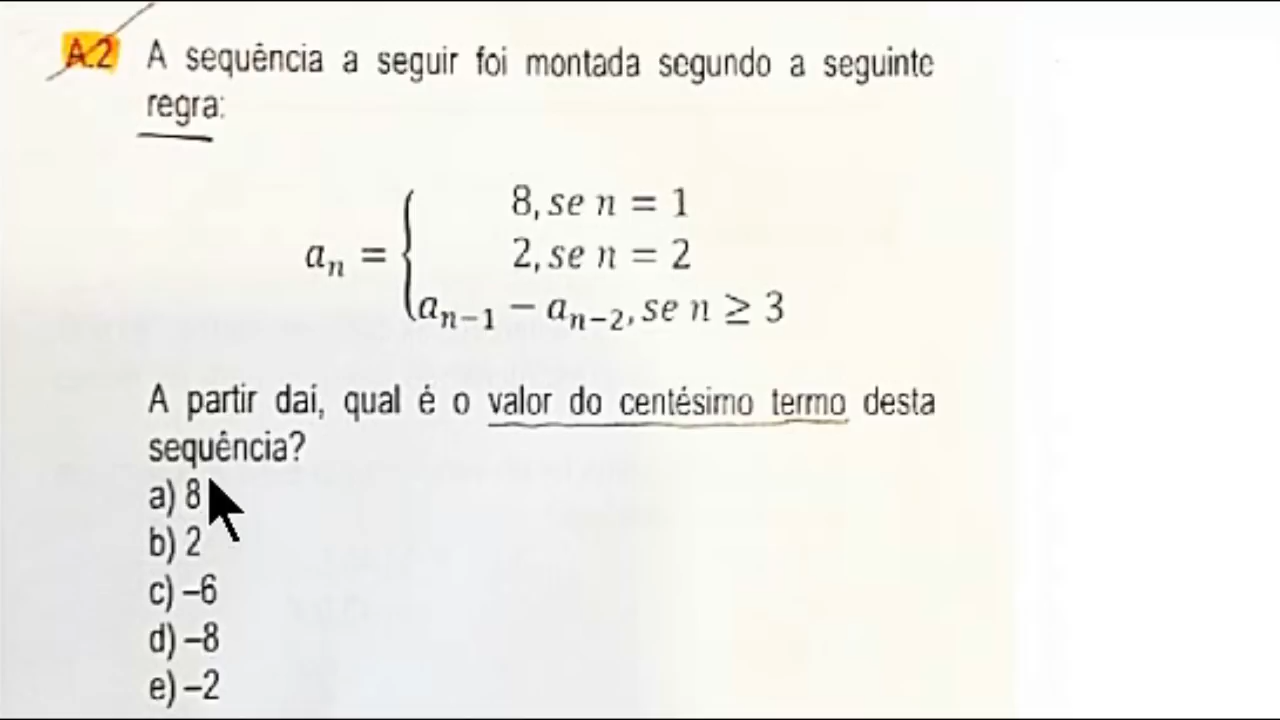 A.2 A sequência a seguir foi montada segundo a seguinte
regra:
8, se n = 1
aₙ = { 2, se n = 2
aₙ₋₁ − aₙ₋₂, se n ≥ 3
A partir daí, qual é o valor do centésimo termo desta
sequência?
a) 8
b) 2
c) –6
d) –8
e) –2